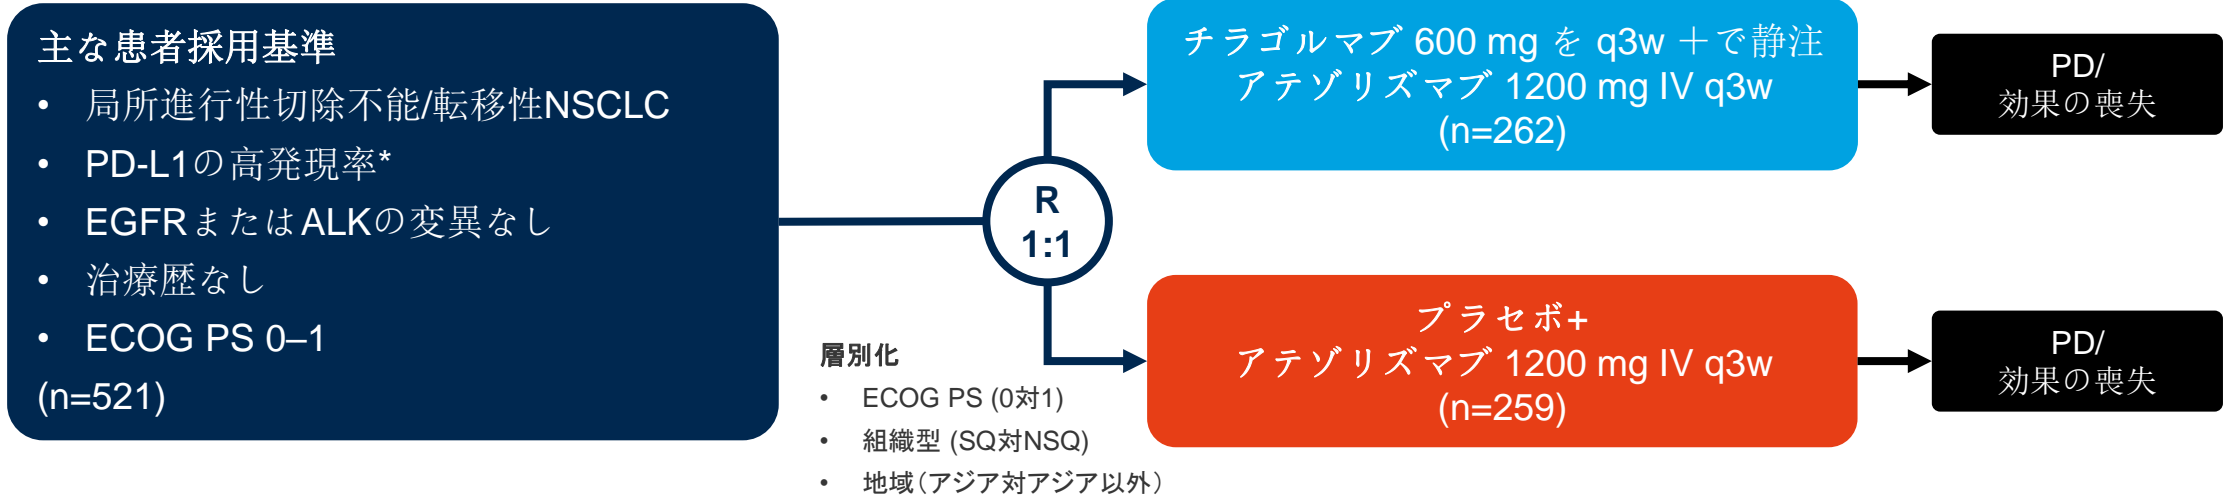 主な患者採用基準
• 局所進行性切除不能/転移性NSCLC
• PD-L1の高発現率*
• EGFRまたはALKの変異なし
• 治療歴なし
• ECOG PS 0–1
(n=521)
R
1:1
層別化
• ECOG PS (0対1)
• 組織型 (SQ対NSQ)
• 地域（アジア対アジア以外）
チラゴルマブ 600 mg を q3w ＋で静注
アテゾリズマブ 1200 mg IV q3w
(n=262)
PD/
効果の喪失
プラセボ+
アテゾリズマブ 1200 mg IV q3w
(n=259)
PD/
効果の喪失